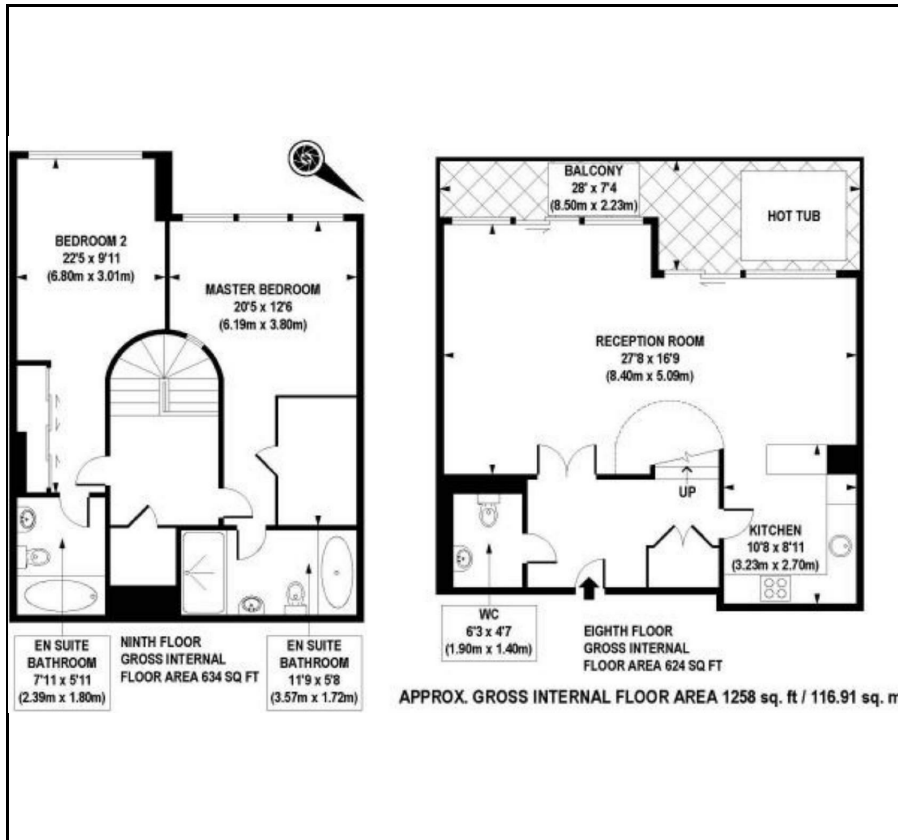 BEDROOM 2
22'5 x 9'11
(6.80m x 3.01m)
MASTER BEDROOM
20'5 x 12'6
(6.19m x 3.80m)
EN SUITE
BATHROOM
7'11 x 5'11
(2.39m x 1.80m)
NINTH FLOOR
GROSS INTERNAL
FLOOR AREA 634 SQ FT
EN SUITE
BATHROOM
11'9 x 5'8
(3.57m x 1.72m)
BALCONY
28' x 7'4
(8.50m x 2.23m)
HOT TUB
RECEPTION ROOM
27'8 x 16'9
(8.40m x 5.09m)
UP
KITCHEN
10'8 x 8'11
(3.23m x 2.70m)
WC
6'3 x 4'7
(1.90m x 1.40m)
EIGHTH FLOOR
GROSS INTERNAL
FLOOR AREA 624 SQ FT
APPROX. GROSS INTERNAL FLOOR AREA 1258 sq. ft / 116.91 sq. m